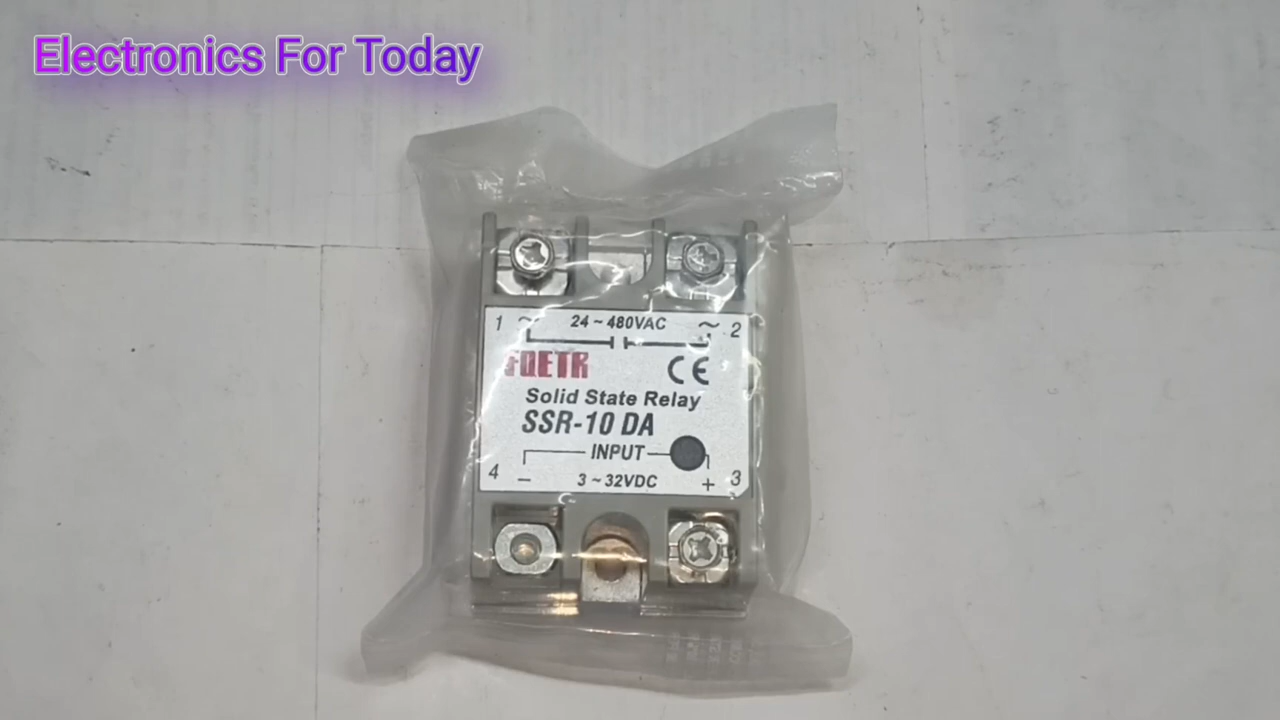 Electronics For Today
1 ~ 24 ~ 480VAC ~ 2
FQETR CE
Solid State Relay
SSR-10 DA
INPUT
4 - 3 ~ 32VDC + 3